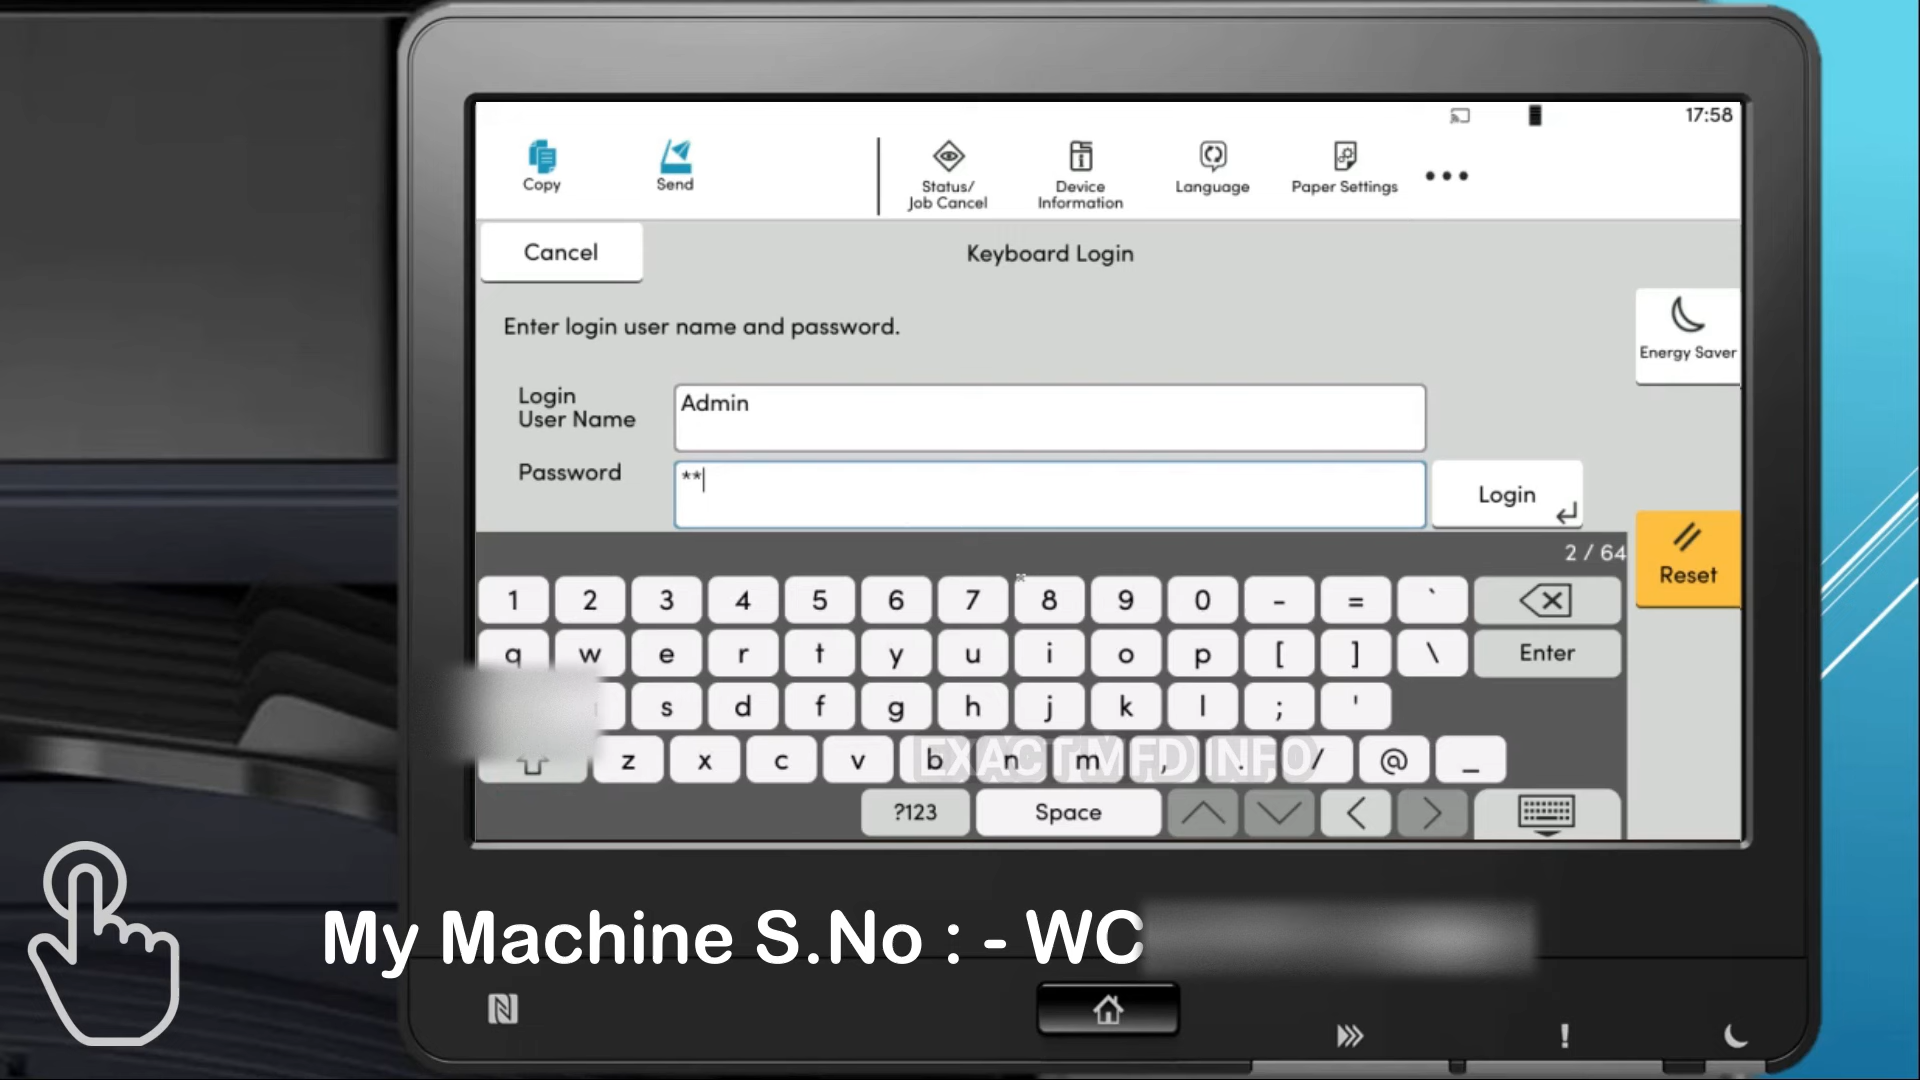 17:58
Copy
Send
Status/
Job Cancel
Device
Information
Language
Paper Settings
Cancel
Keyboard Login
Energy Saver
Enter login user name and password.
Login
User Name
Admin
Password
**
Login
2 / 64
Reset
1 2 3 4 5 6 7 8 9 0 - = `
q w e r t y u i o p [ ] \ Enter
s d f g h j k l ; '
z x c v b n m , . / @ _
EXACT MFD INFO
?123 Space
My Machine S.No : - WC